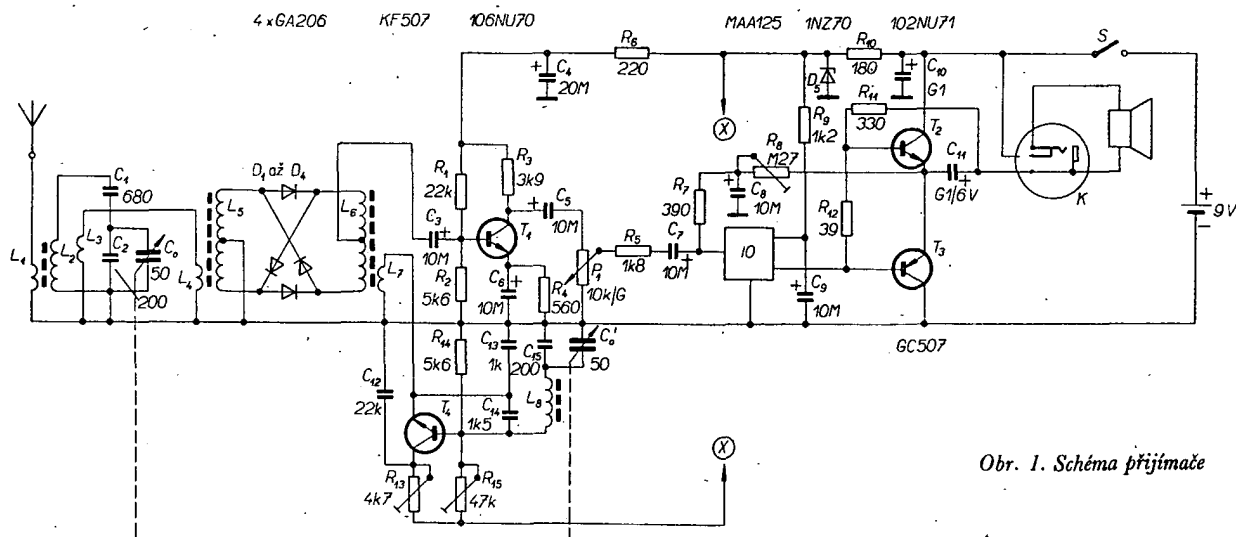 4 x GA206 KF507 106NU70 MAA125 1NZ70 102NU71
R6
220
C4
20M
+
D5
R10
180
C10
G1
+
S
R11
330
R9
1k2
X
T2
C11
G1/6V
+
K
+
9V
–
C1
680
D1 až D4
L5
L6
R1
22k
R3
3k9
C5
10M
+
R8
M27
R7
390
C8
10M
+
R12
39
L1
L2
L3
C2
200
C0
50
L4
L7
C3
10M
+
T1
R2
5k6
C6
10M
+
R4
560
P1
10k/G
R5
1k8
C7
10M
+
IO
C9
10M
+
T3
GC507
R14
5k6
C13
1k
C15
200
C0'
50
C12
22k
T4
C14
1k5
L8
R13
4k7
R15
47k
X
Obr. 1. Schéma přijímače